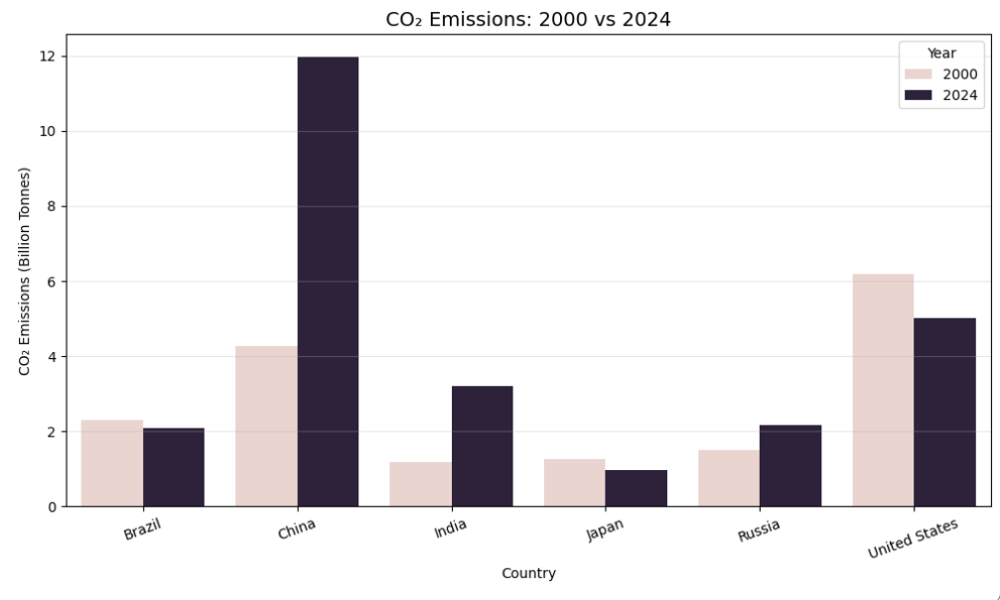 CO₂ Emissions: 2000 vs 2024
Year
2000
2024
CO₂ Emissions (Billion Tonnes)
12
10
8
6
4
2
0
Brazil
China
India
Japan
Russia
United States
Country